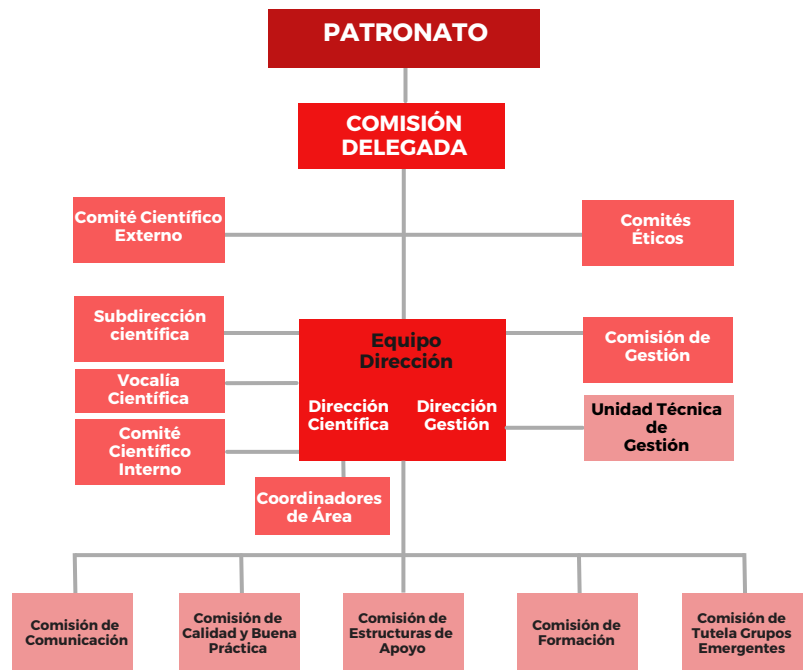 PATRONATO
COMISIÓN
DELEGADA
Comité Científico
Externo
Comités
Éticos
Subdirección
científica
Vocalía
Científica
Comité
Científico
Interno
Equipo
Dirección
Dirección
Científica
Dirección
Gestión
Comisión de
Gestión
Unidad Técnica
de
Gestión
Coordinadores
de Área
Comisión de
Comunicación
Comisión de
Calidad y Buena
Práctica
Comisión de
Estructuras de
Apoyo
Comisión de
Formación
Comisión de
Tutela Grupos
Emergentes